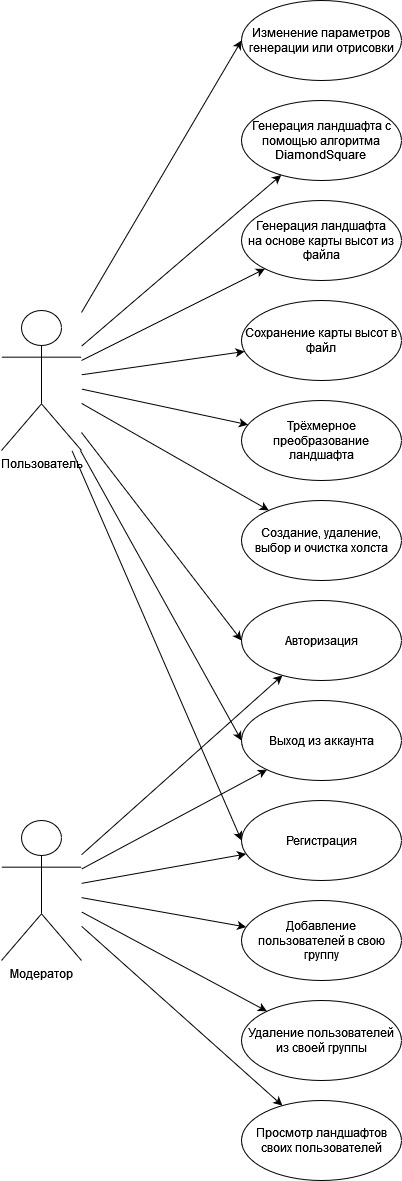 Изменение параметров
генерации или отрисовки
Генерация ландшафта с
помощью алгоритма
DiamondSquare
Генерация ландшафта
на основе карты высот из
файла
Сохранение карты высот в
файл
Трёхмерное
преобразование
ландшафта
Пользователь
Создание, удаление,
выбор и очистка холста
Авторизация
Выход из аккаунта
Регистрация
Добавление
пользователей в свою
группу
Модератор
Удаление пользователей
из своей группы
Просмотр ландшафтов
своих пользователей